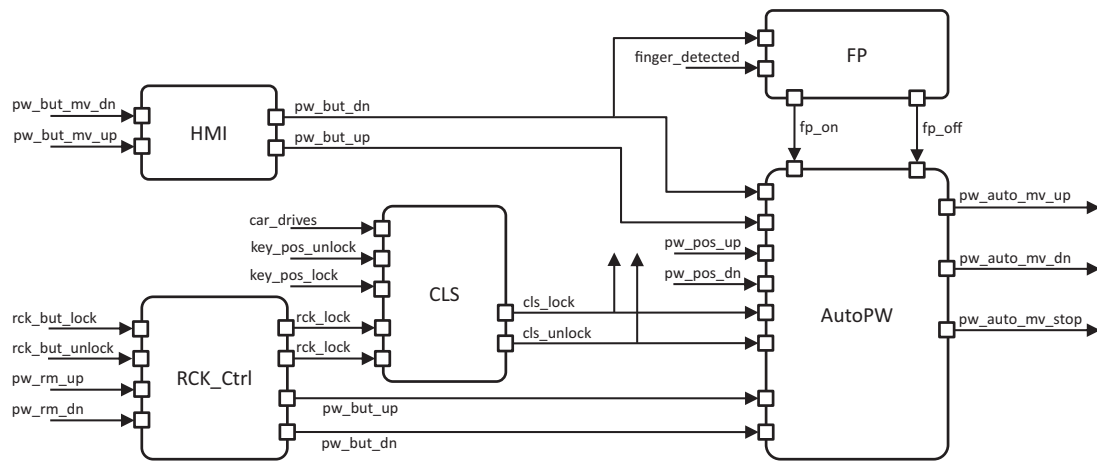 FP
finger_detected
pw_but_mv_dn
pw_but_mv_up
HMI
pw_but_dn
pw_but_up
fp_on
fp_off
car_drives
key_pos_unlock
key_pos_lock
CLS
cls_lock
cls_unlock
pw_pos_up
pw_pos_dn
AutoPW
pw_auto_mv_up
pw_auto_mv_dn
pw_auto_mv_stop
rck_but_lock
rck_but_unlock
pw_rm_up
pw_rm_dn
RCK_Ctrl
rck_lock
rck_lock
pw_but_up
pw_but_dn